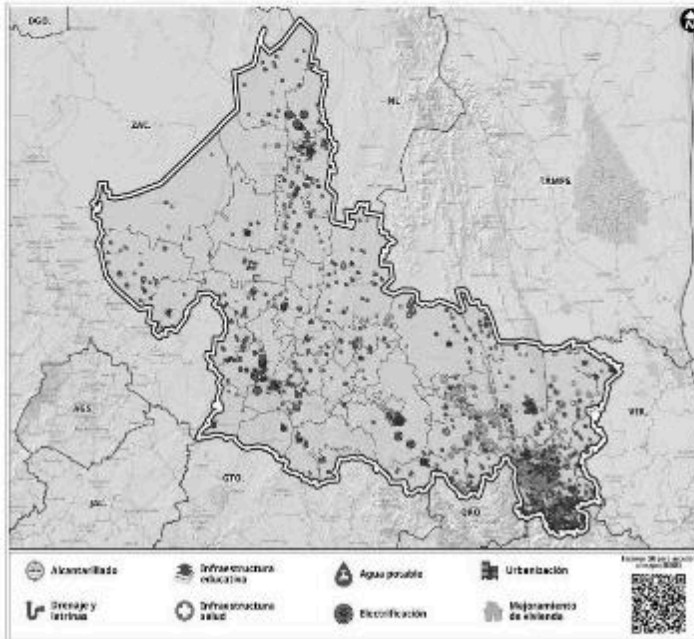 DGO.
ZAC.
NL
TAMPS.
AGS.
VER.
GTO.
QRO
Alcantarillado
Infraestructura
educativa
Agua potable
Urbanización
Drenaje y
letrinas
Infraestructura
salud
Electrificación
Mejoramiento
de vivienda